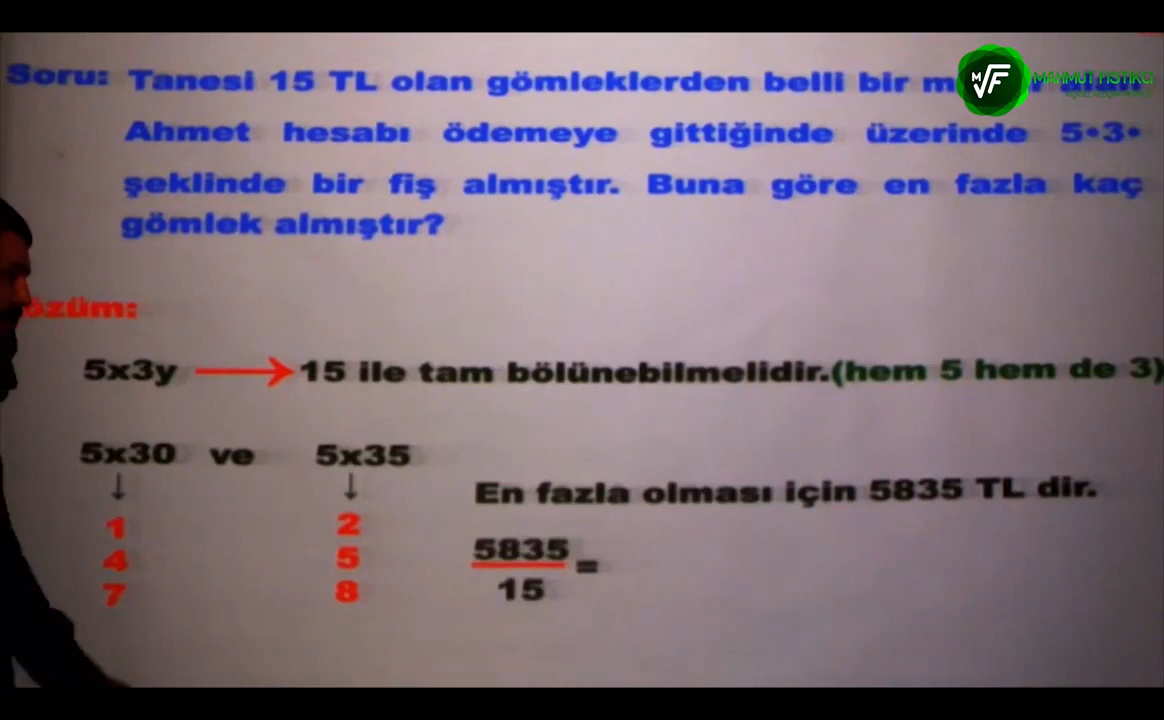 Soru: Tanesi 15 TL olan gömleklerden belli bir
Ahmet hesabı ödemeye gittiğinde üzerinde 5•3•
şeklinde bir fiş almıştır. Buna göre en fazla kaç
gömlek almıştır?
özüm:
5x3y → 15 ile tam bölünebilmelidir.(hem 5 hem de 3)
5x30 ve 5x35
↓ ↓
1 2
4 5
7 8
En fazla olması için 5835 TL dir.
5835
=
15
MAHMUT FISTIKCI